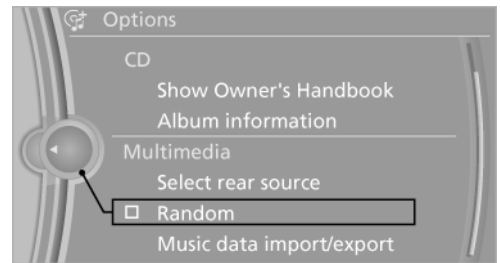 Options
CD
Show Owner's Handbook
Album information
Multimedia
Select rear source
Random
Music data import/export